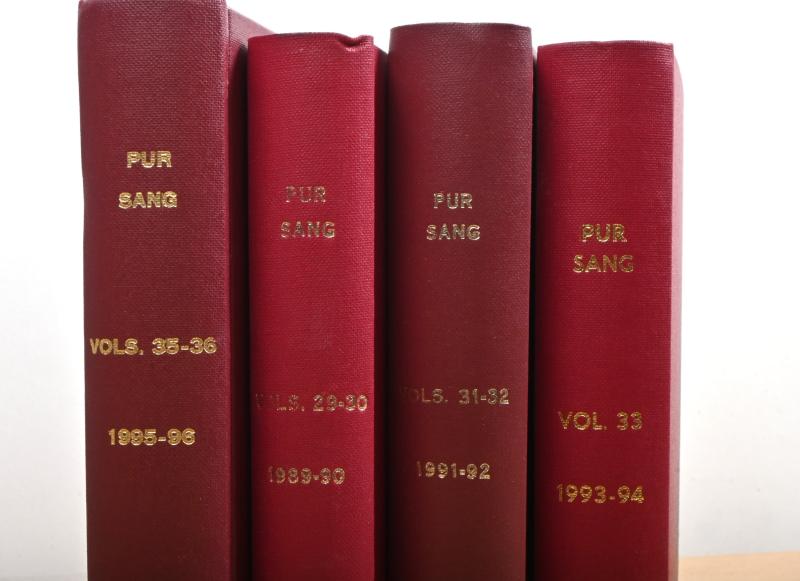 PUR
SANG
VOLS. 35-36
1995-96
PUR
SANG
VOLS. 29-30
1989-90
PUR
SANG
VOLS. 31-32
1991-92
PUR
SANG
VOL. 33
1993-94